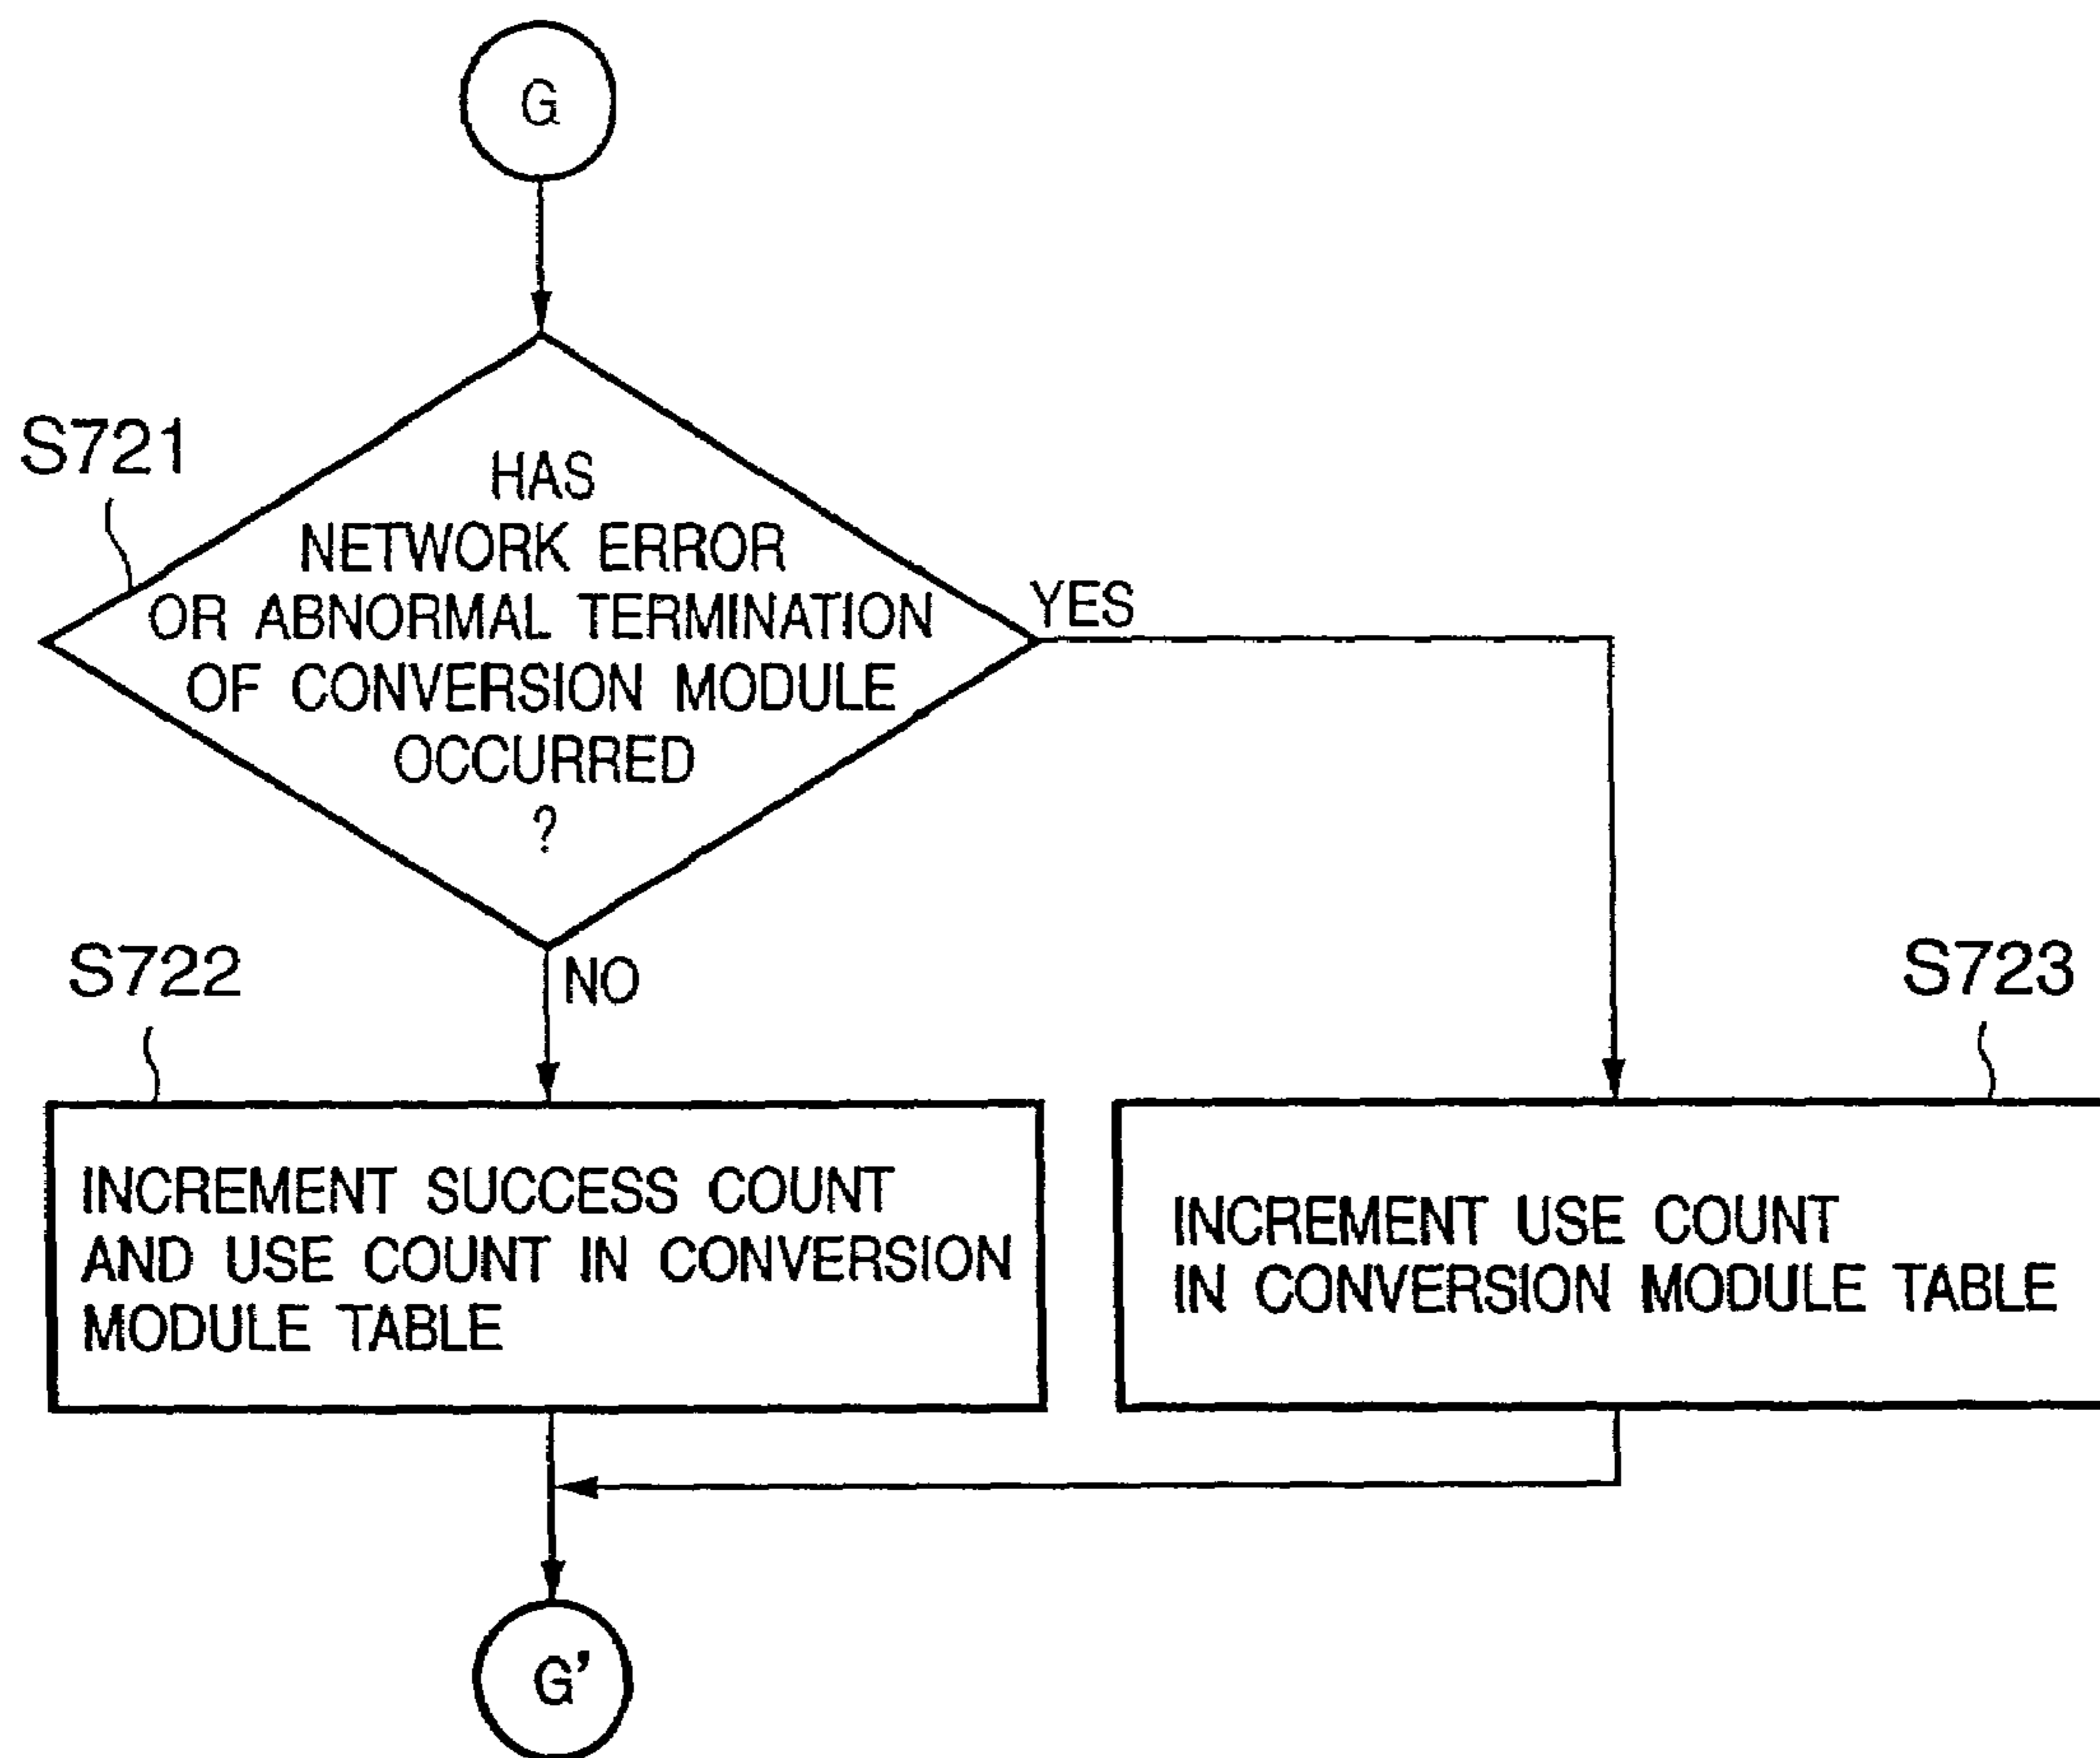 G
S721
HAS
NETWORK ERROR
OR ABNORMAL TERMINATION
OF CONVERSION MODULE
OCCURRED
?
YES
NO
S722
INCREMENT SUCCESS COUNT
AND USE COUNT IN CONVERSION
MODULE TABLE
S723
INCREMENT USE COUNT
IN CONVERSION MODULE TABLE
G'